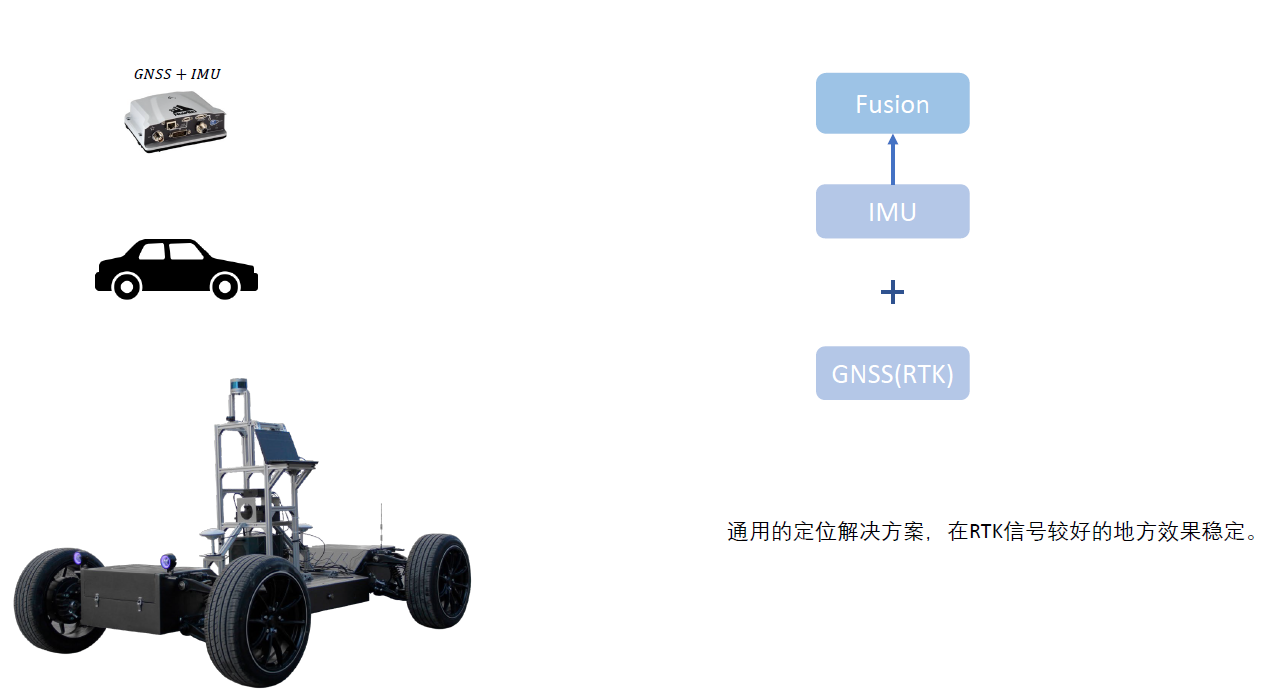 GNSS + IMU
Fusion
IMU
+
GNSS(RTK)
通用的定位解决方案，在RTK信号较好的地方效果稳定。